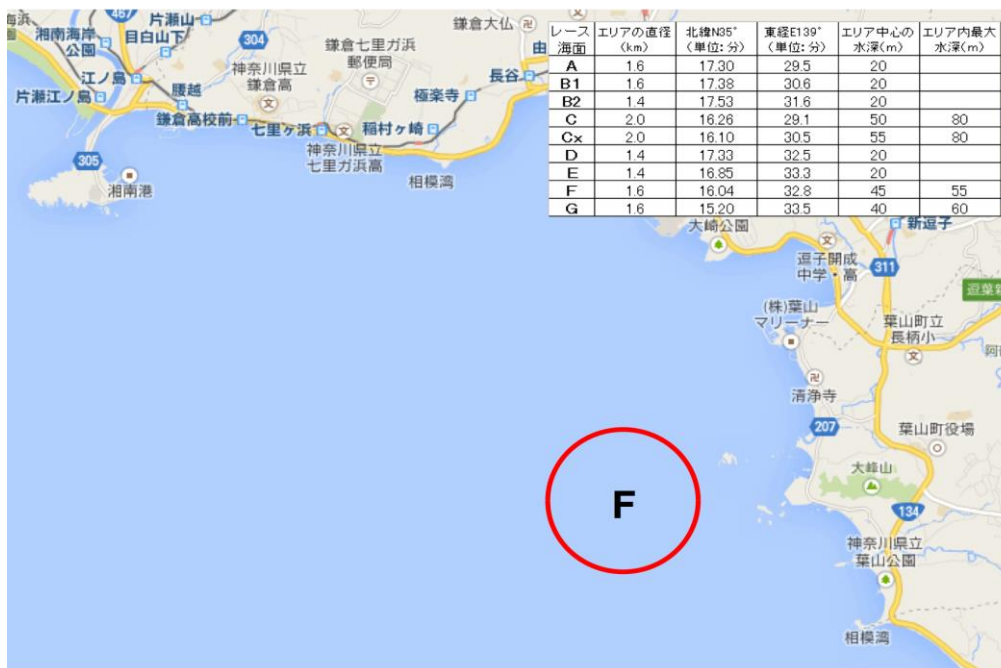 海浜
457
片瀬山
湘南海岸
公園
目白山下
304
鎌倉大仏
鎌倉七里ガ浜
郵便局
由
江ノ島
神奈川県立
鎌倉高
長谷
片瀬江ノ島
腰越
極楽寺
鎌倉高校前
七里ヶ浜
稲村ヶ崎
神奈川県立
七里ガ浜高
305
湘南港
相模湾
レース エリアの直径 北緯N35° 東経E139° エリア中心の エリア内最大
海面 (km) (単位:分) (単位:分) 水深(m) 水深(m)
A 1.6 17.30 29.5 20
B1 1.6 17.38 30.6 20
B2 1.4 17.53 31.6 20
C 2.0 16.26 29.1 50 80
Cx 2.0 16.10 30.5 55 80
D 1.4 17.33 32.5 20
E 1.4 16.85 33.3 20
F 1.6 16.04 32.8 45 55
G 1.6 15.20 33.5 40 60
大崎公園
新逗子
逗子開成
中学・高
311
逗葉新
(株)葉山
マリーナー
葉山町立
長柄小
清浄寺
207
葉山町役場
大峰山
F
134
神奈川県立
葉山公園
相模湾